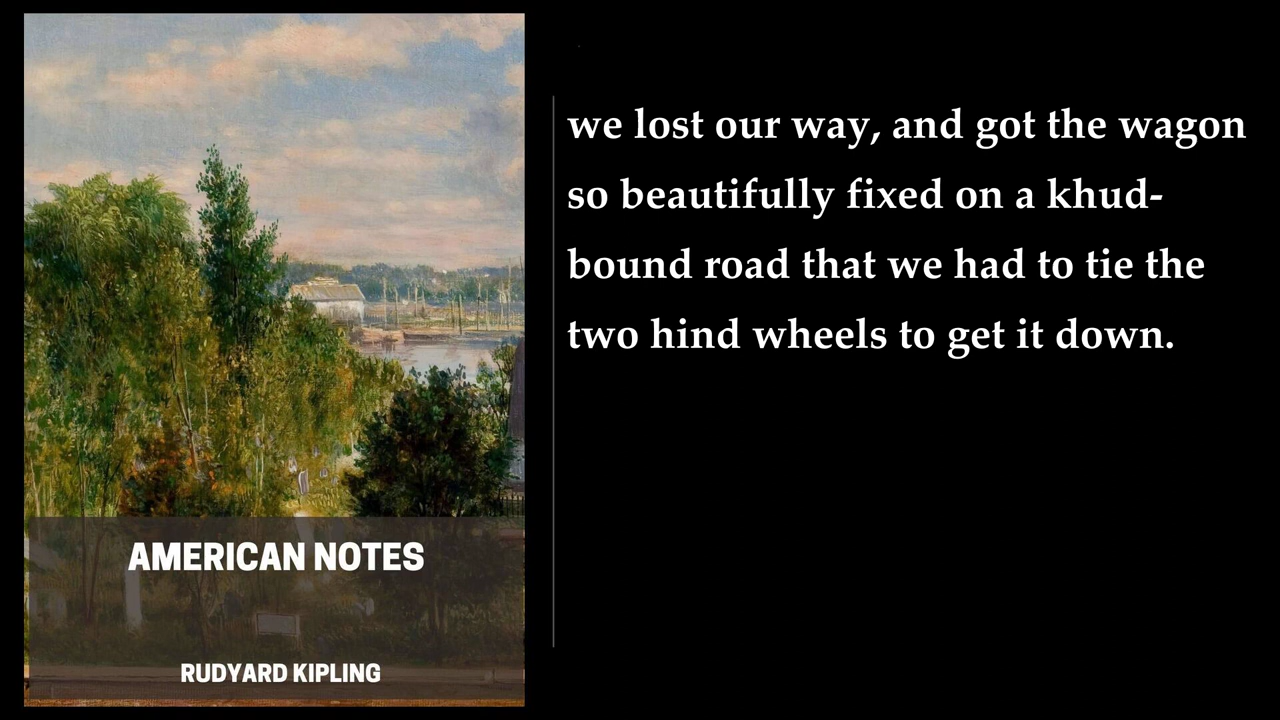 we lost our way, and got the wagon
so beautifully fixed on a khud-
bound road that we had to tie the
two hind wheels to get it down.
AMERICAN NOTES
RUDYARD KIPLING